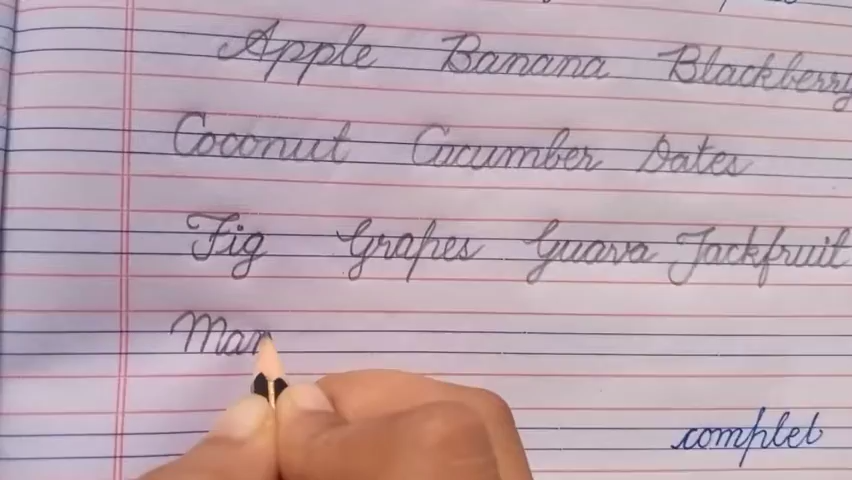 Apple Banana Blackberry
Coconut Cucumber Dates
Fig Grapes Guava Jackfruit
Man
complet